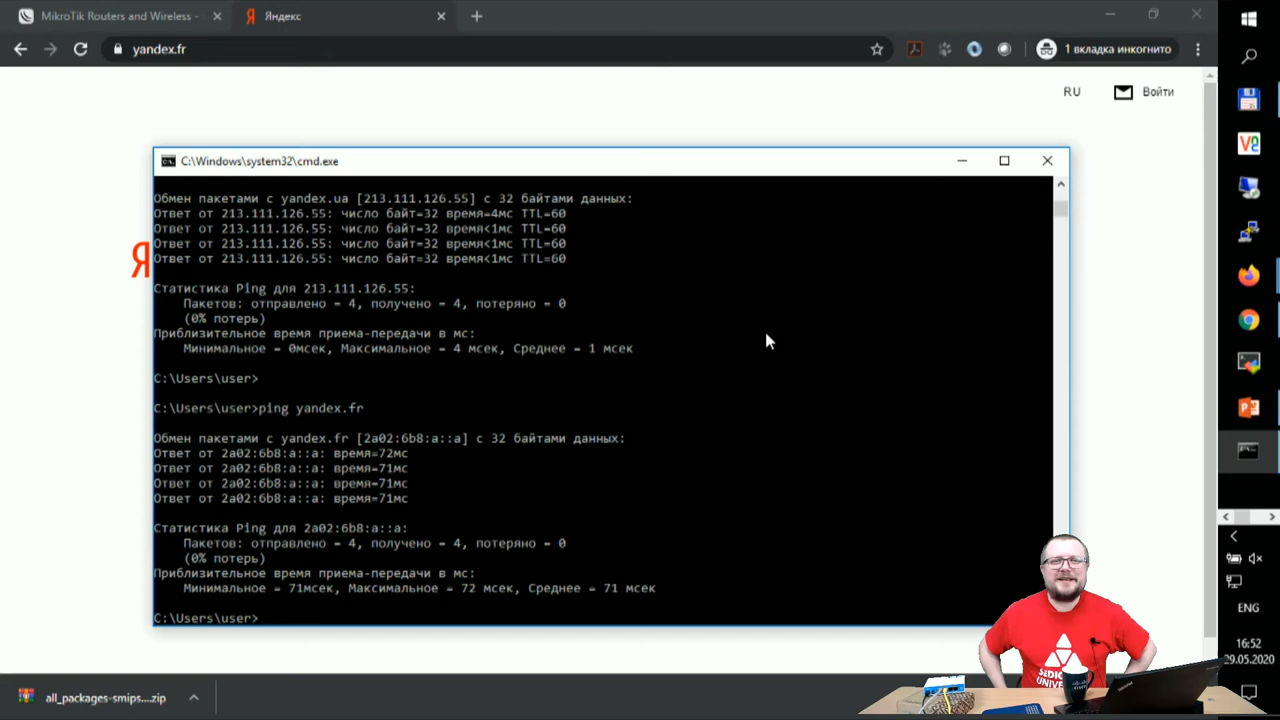 MikroTik Routers and Wireless -
Яндекс
yandex.fr
1 вкладка инкогнито
RU
Войти
C:\Windows\system32\cmd.exe
Обмен пакетами с yandex.ua [213.111.126.55] с 32 байтами данных:
Ответ от 213.111.126.55: число байт=32 время=4мс TTL=60
Ответ от 213.111.126.55: число байт=32 время<1мс TTL=60
Ответ от 213.111.126.55: число байт=32 время<1мс TTL=60
Ответ от 213.111.126.55: число байт=32 время<1мс TTL=60
Я
Статистика Ping для 213.111.126.55:
Пакетов: отправлено = 4, получено = 4, потеряно = 0
(0% потерь)
Приблизительное время приема-передачи в мс:
Минимальное = 0мсек, Максимальное = 4 мсек, Среднее = 1 мсек
C:\Users\user>
C:\Users\user>ping yandex.fr
Обмен пакетами с yandex.fr [2a02:6b8:a::a] с 32 байтами данных:
Ответ от 2a02:6b8:a::a: время=72мс
Ответ от 2a02:6b8:a::a: время=71мс
Ответ от 2a02:6b8:a::a: время=71мс
Ответ от 2a02:6b8:a::a: время=71мс
Статистика Ping для 2a02:6b8:a::a:
Пакетов: отправлено = 4, получено = 4, потеряно = 0
(0% потерь)
Приблизительное время приема-передачи в мс:
Минимальное = 71мсек, Максимальное = 72 мсек, Среднее = 71 мсек
C:\Users\user>
ENG
16:52
29.05.2020
all_packages-smips....zip